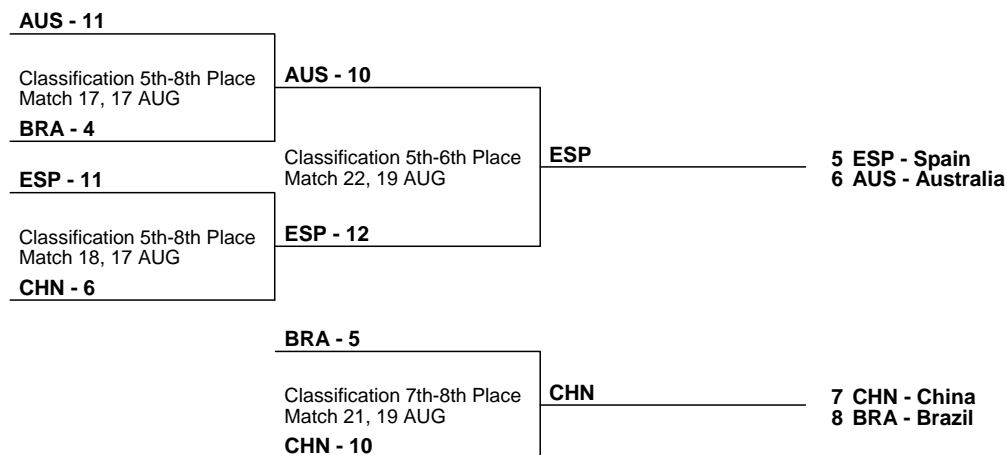 AUS - 11
Classification 5th-8th Place
Match 17, 17 AUG
BRA - 4
ESP - 11
Classification 5th-8th Place
Match 18, 17 AUG
CHN - 6
AUS - 10
Classification 5th-6th Place
Match 22, 19 AUG
ESP - 12
ESP
5 ESP - Spain
6 AUS - Australia
BRA - 5
Classification 7th-8th Place
Match 21, 19 AUG
CHN - 10
CHN
7 CHN - China
8 BRA - Brazil